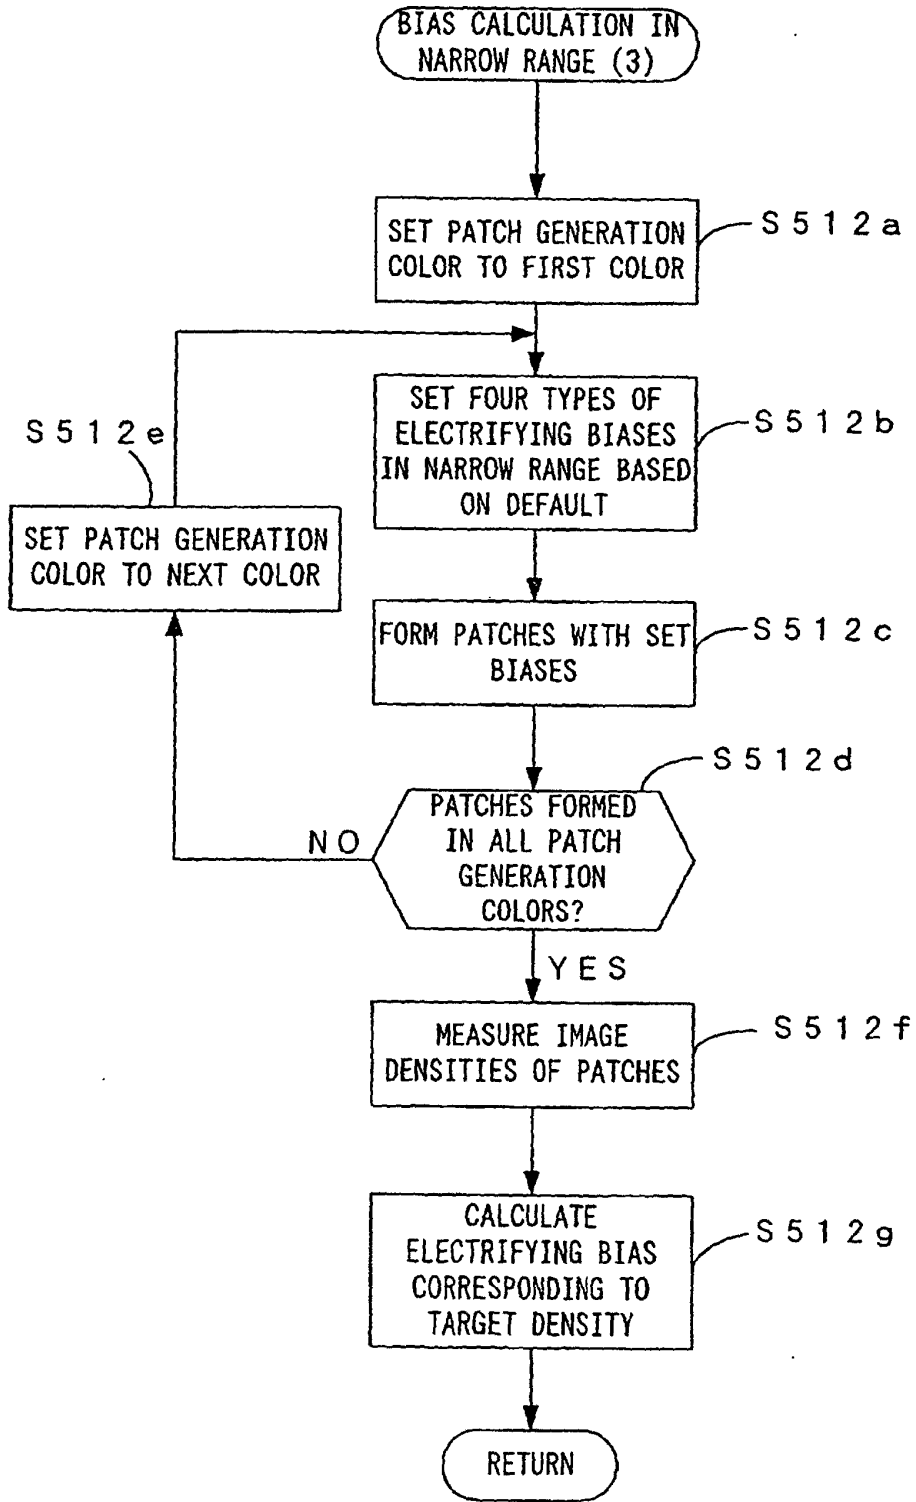 BIAS CALCULATION IN
NARROW RANGE (3)
SET PATCH GENERATION
COLOR TO FIRST COLOR
S512a
SET FOUR TYPES OF
ELECTRIFYING BIASES
IN NARROW RANGE BASED
ON DEFAULT
S512b
S512e
SET PATCH GENERATION
COLOR TO NEXT COLOR
FORM PATCHES WITH SET
BIASES
S512c
S512d
PATCHES FORMED
IN ALL PATCH
GENERATION
COLORS?
NO
YES
MEASURE IMAGE
DENSITIES OF PATCHES
S512f
CALCULATE
ELECTRIFYING BIAS
CORRESPONDING TO
TARGET DENSITY
S512g
RETURN